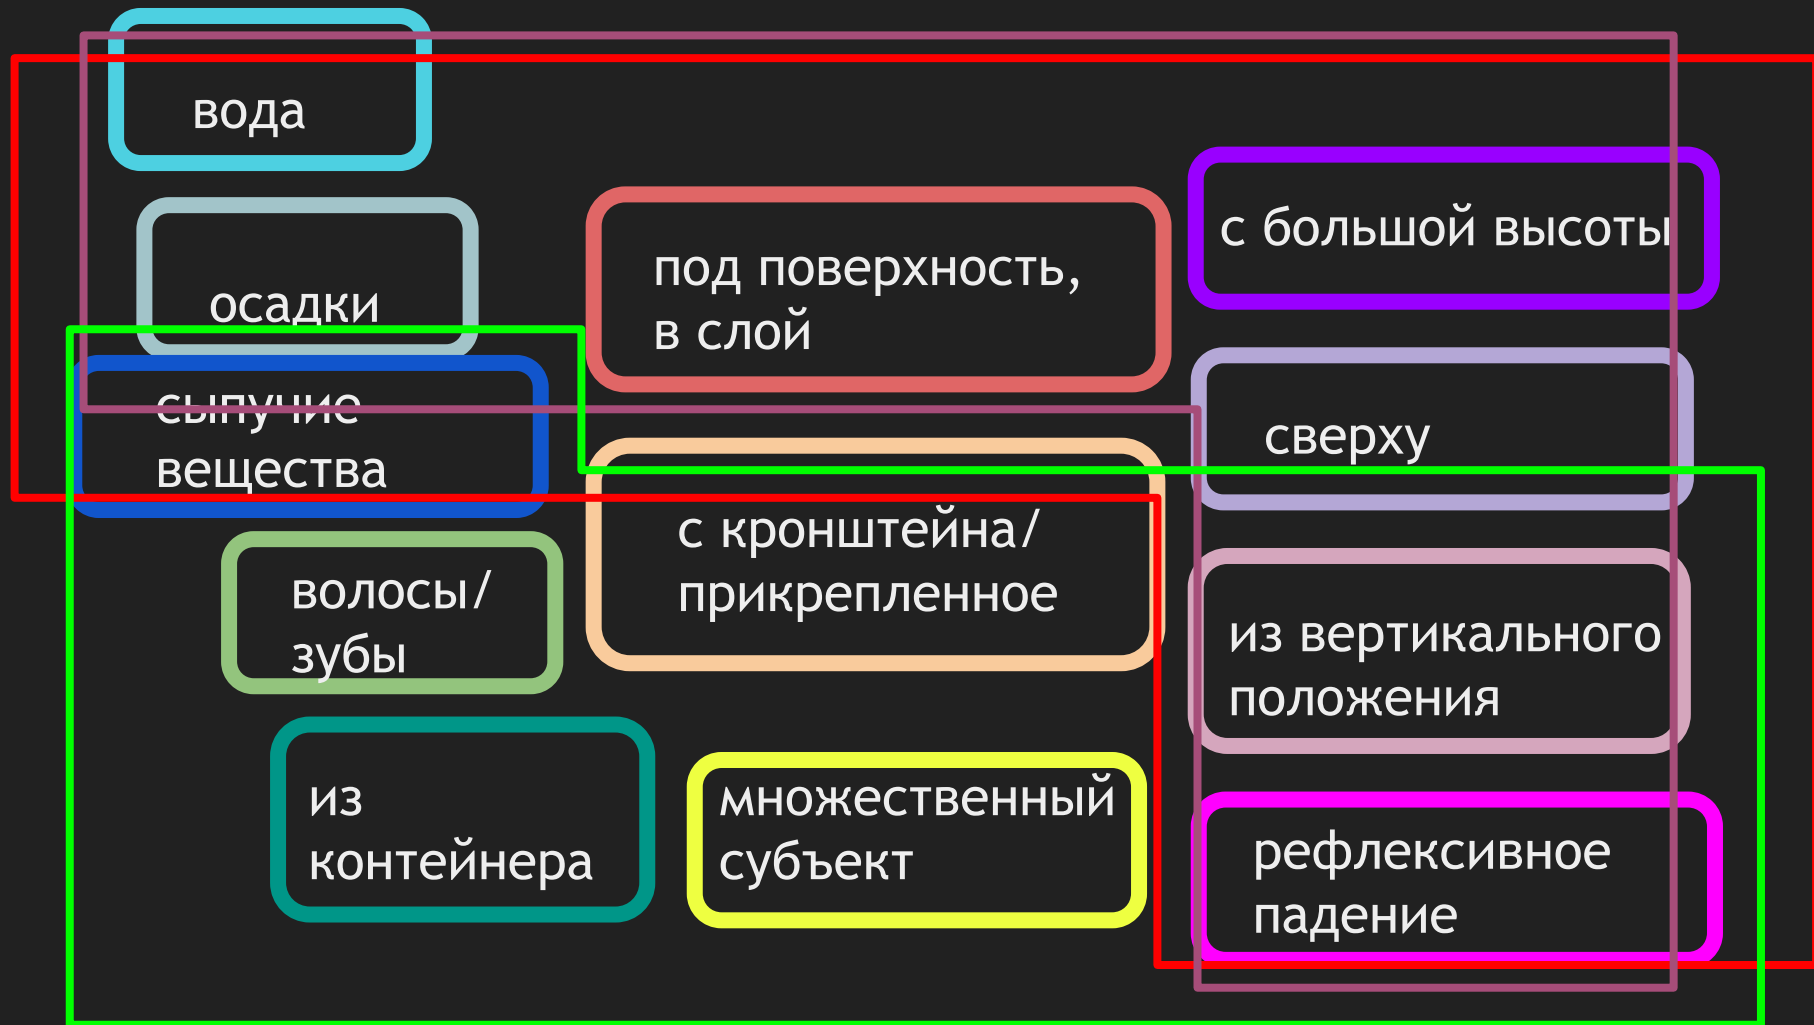 вода
осадки
сыпучие
вещества
волосы/
зубы
из
контейнера
под поверхность,
в слой
с кронштейна/
прикрепленное
множественный
субъект
с большой высоты
сверху
из вертикального
положения
рефлексивное
падение